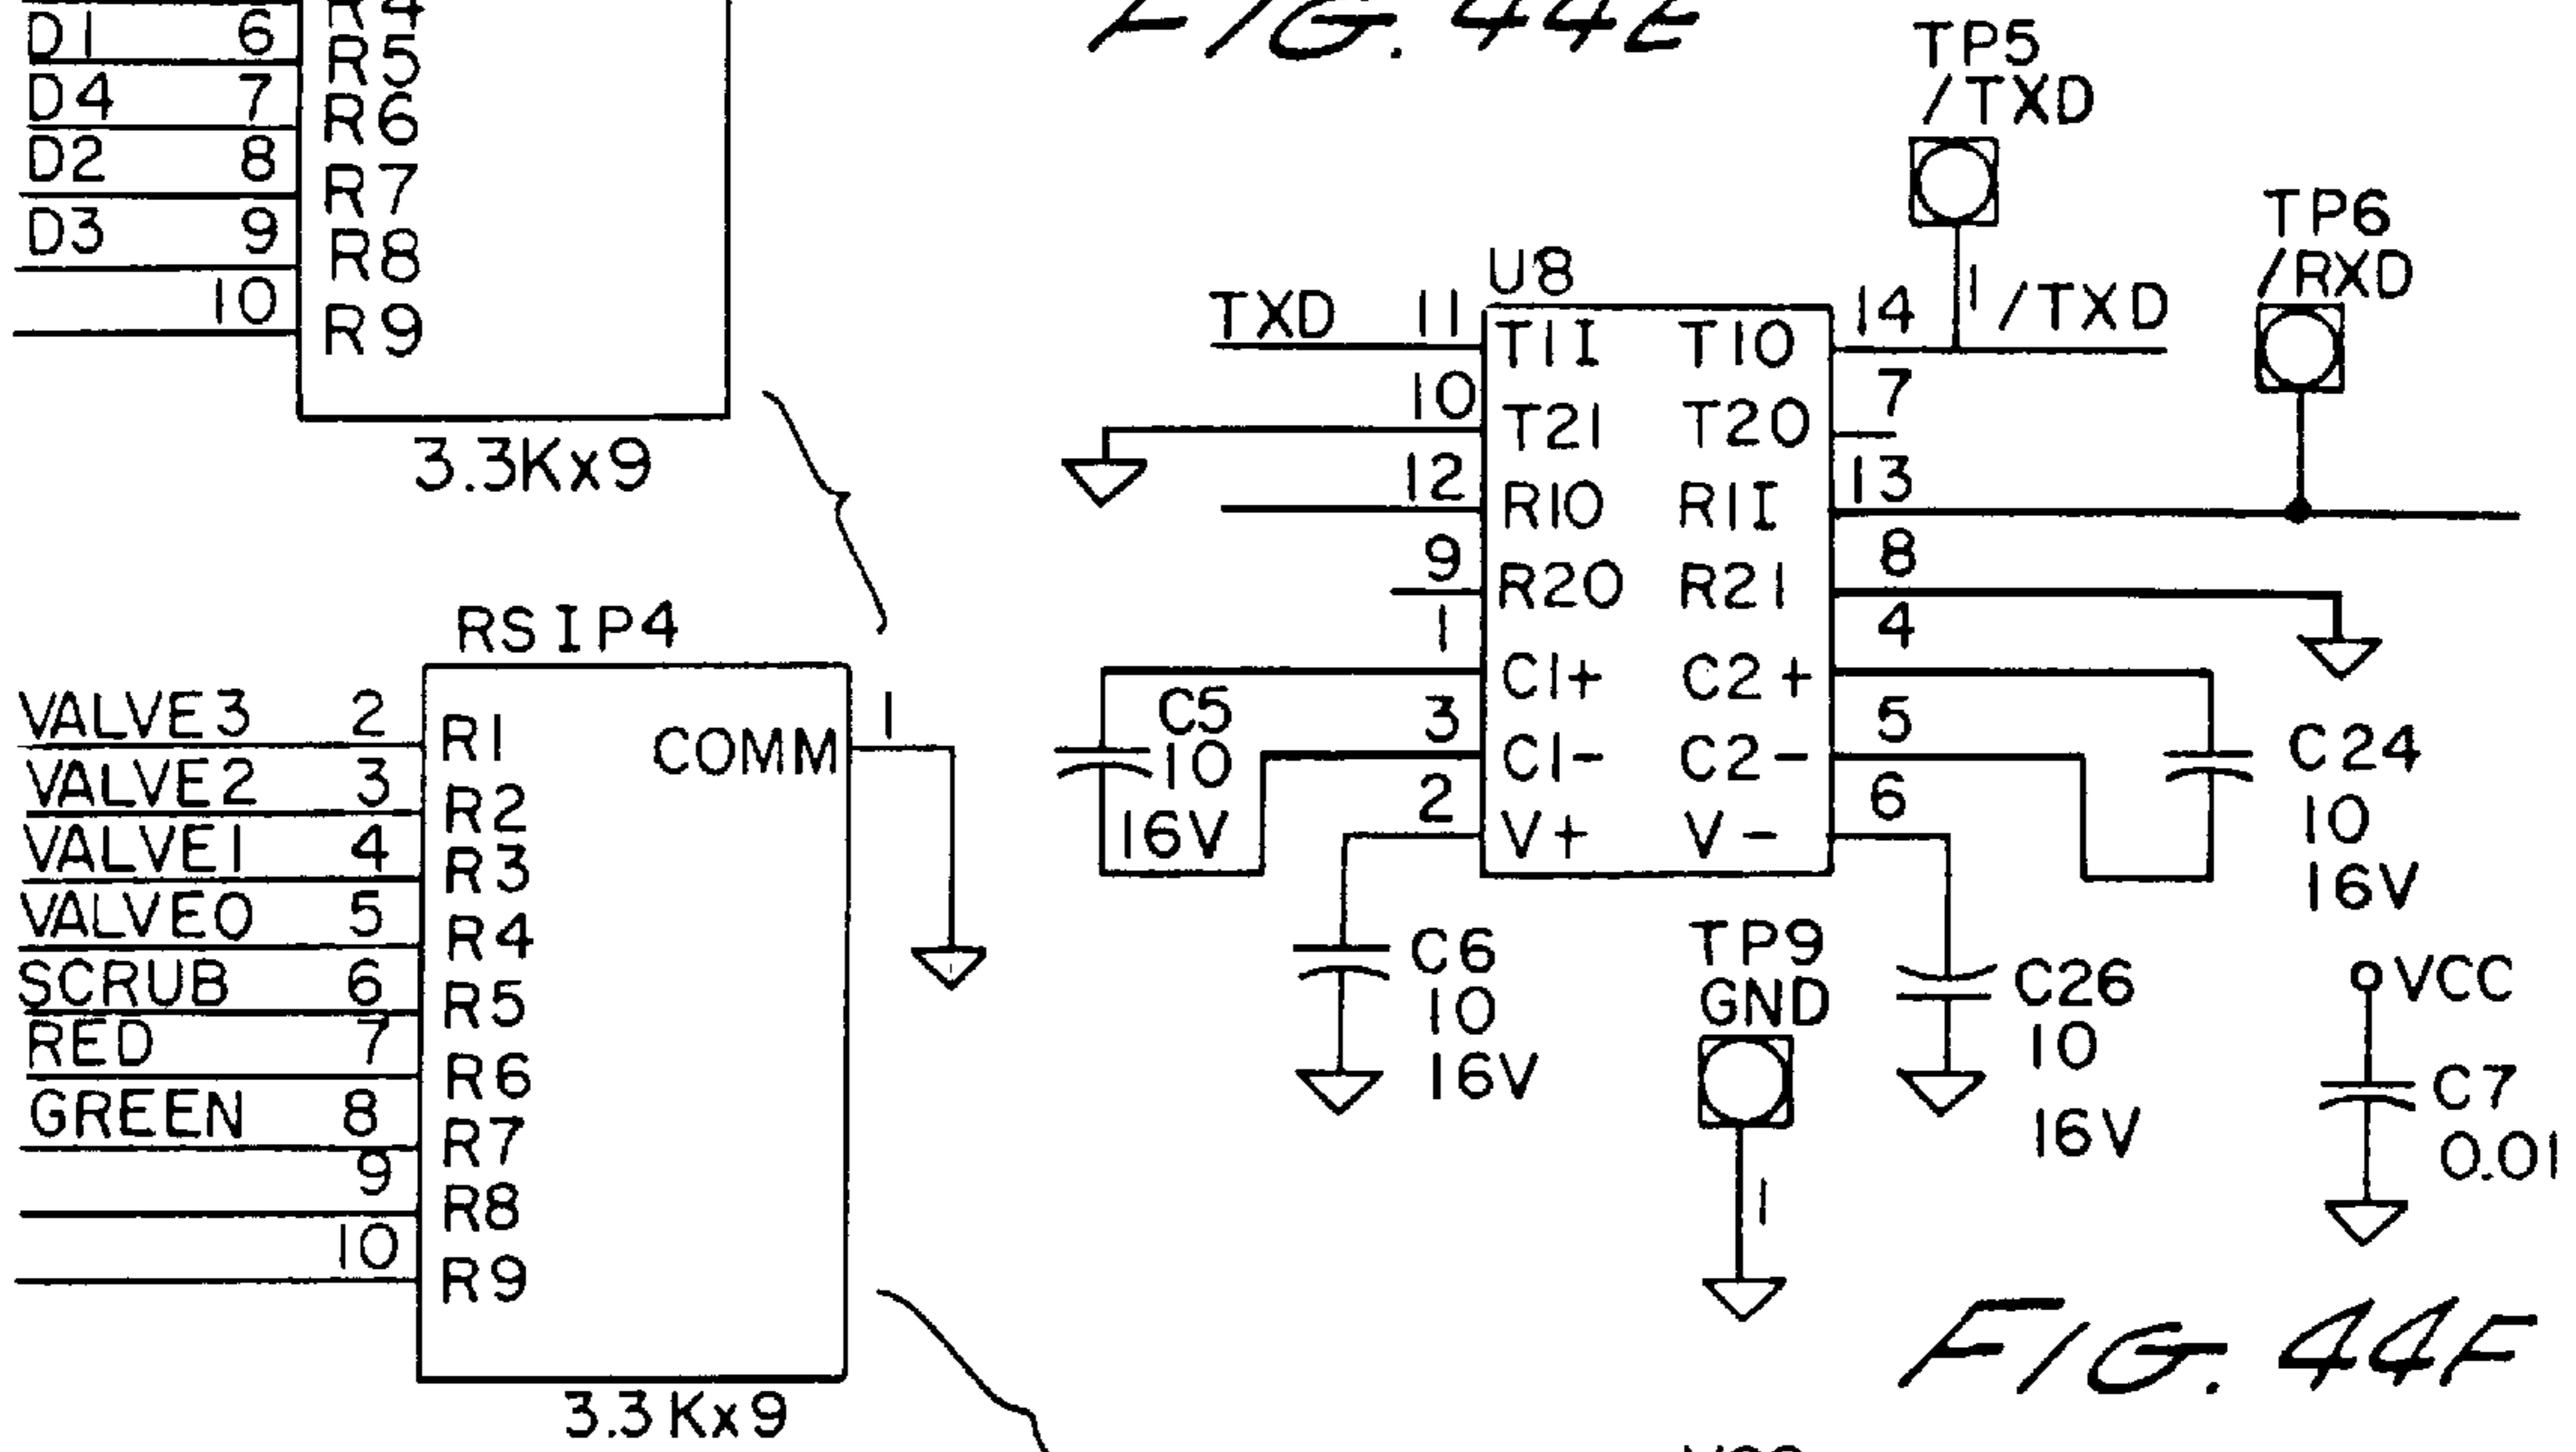 R4
D1 6
R5
D4 7
R6
D2 8
R7
D3 9
R8
10
R9
3.3Kx9
FIG. 44E
TP5
/TXD
TP6
/RXD
U8
TXD 11 T1I T1O 14 1 /TXD
10 T2I T2O 7
12 R1O R1I 13
9 R2O R2I 8
1 C1+ C2+ 4
3 C1- C2- 5
2 V+ V- 6
C5
10
16V
C24
10
16V
C6
10
16V
TP9
GND
1
C26
10
16V
VCC
C7
0.01
RSIP4
VALVE3 2 R1 COMM 1
VALVE2 3 R2
VALVE1 4 R3
VALVE0 5 R4
SCRUB 6 R5
RED 7 R6
GREEN 8 R7
9 R8
10 R9
3.3Kx9
FIG. 44F